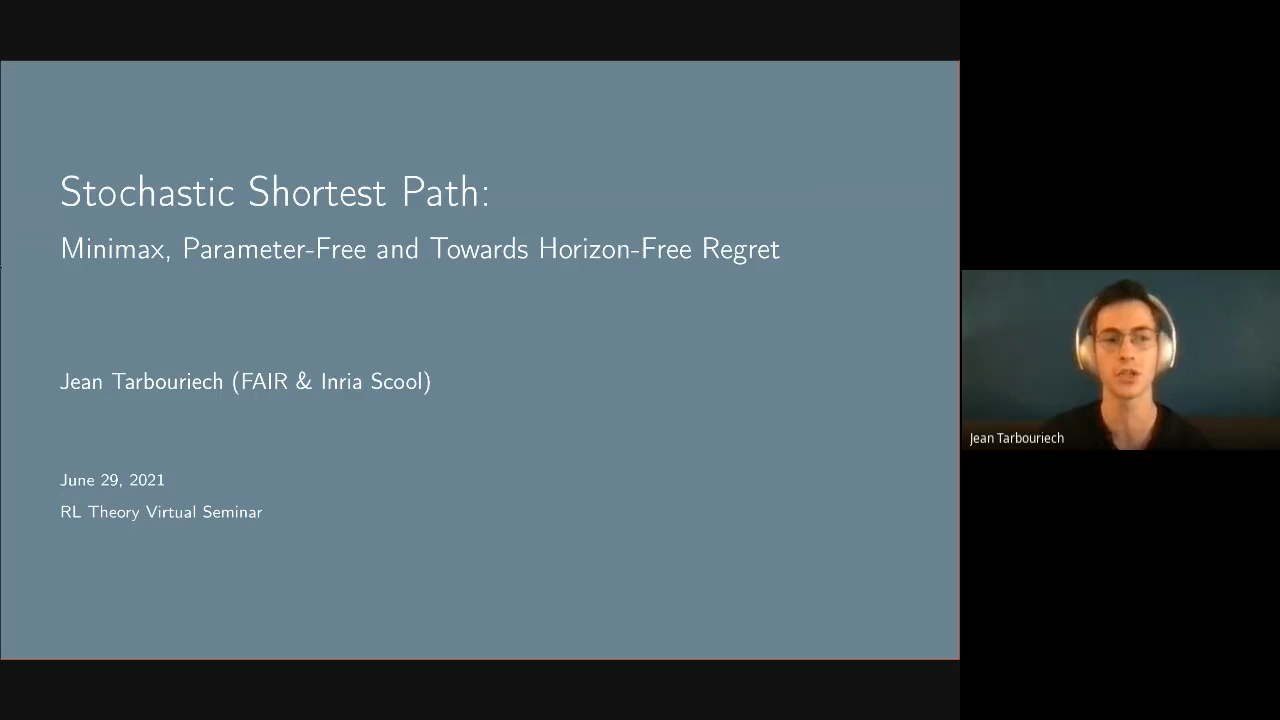 Stochastic Shortest Path:
Minimax, Parameter-Free and Towards Horizon-Free Regret
Jean Tarbouriech (FAIR & Inria Scool)
June 29, 2021
RL Theory Virtual Seminar
Jean Tarbouriech